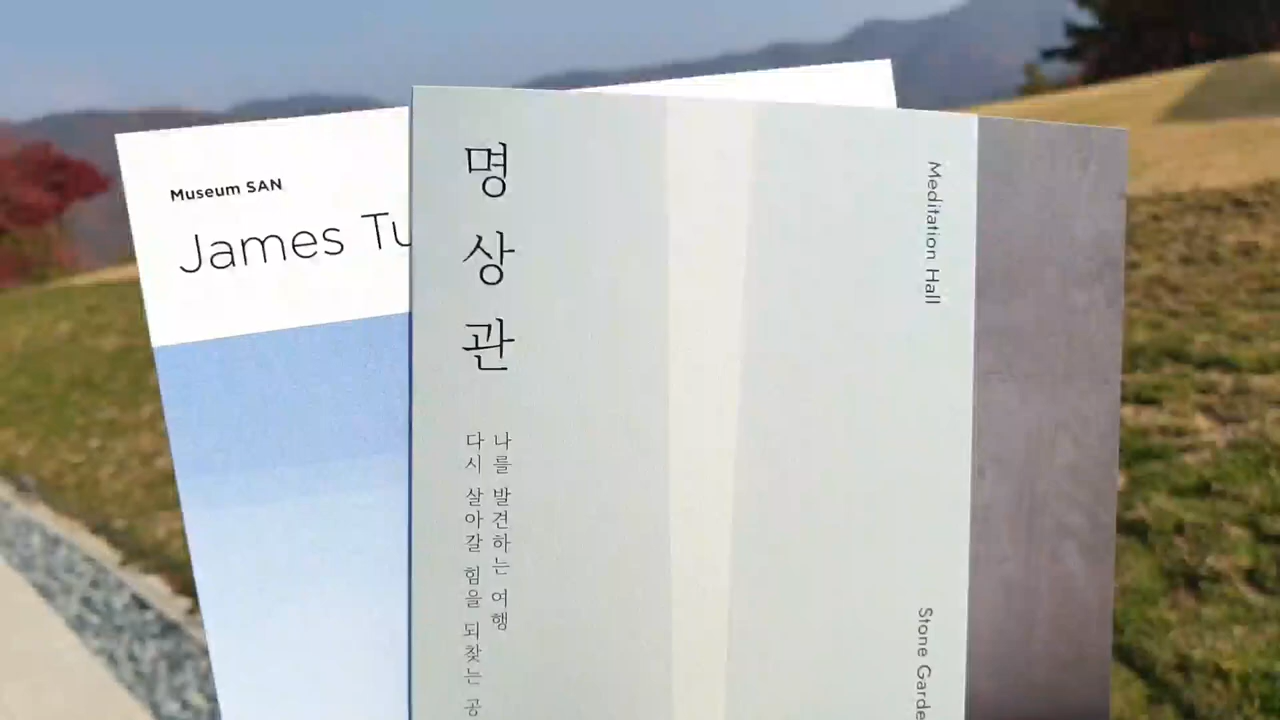 Museum SAN
James Tu
명상관
나를 발견하는 여행
다시 살아갈 힘을 되찾는 공
Meditation Hall
Stone Garde